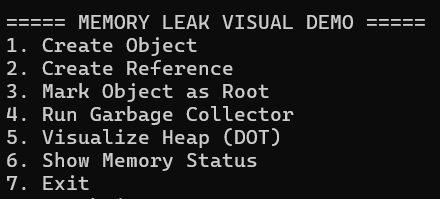 ===== MEMORY LEAK VISUAL DEMO =====
1. Create Object
2. Create Reference
3. Mark Object as Root
4. Run Garbage Collector
5. Visualize Heap (DOT)
6. Show Memory Status
7. Exit